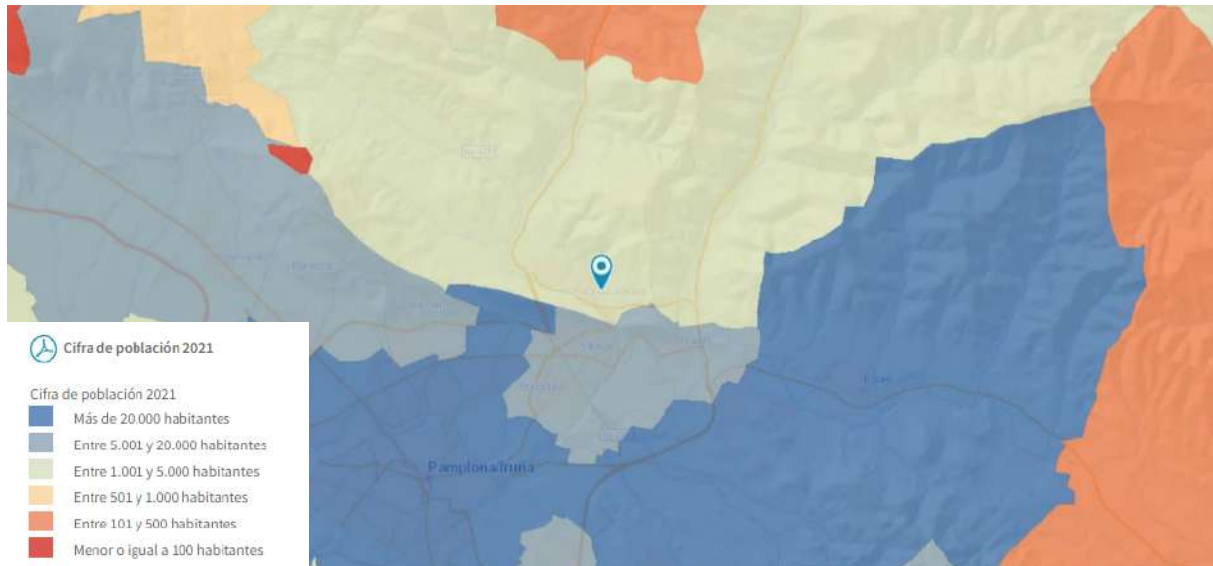 Cifra de población 2021
Cifra de población 2021
Más de 20.000 habitantes
Entre 5.001 y 20.000 habitantes
Entre 1.001 y 5.000 habitantes
Entre 501 y 1.000 habitantes
Entre 101 y 500 habitantes
Menor o igual a 100 habitantes
Pamplona/Iruña